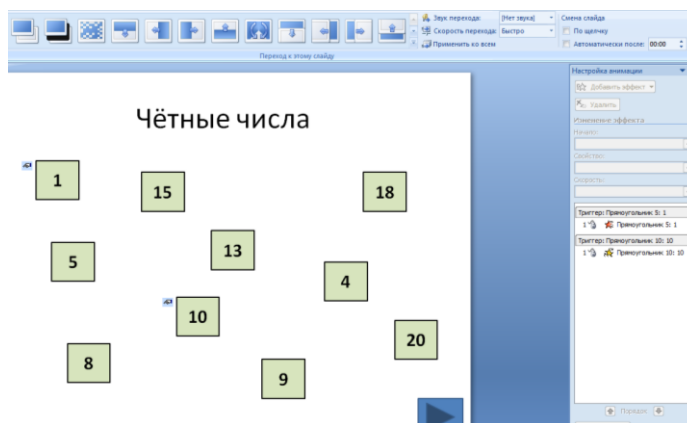 Звук перехода: [Нет звука]
Скорость перехода: Быстро
Применить ко всем
Смена слайда
По щелчку
Автоматически после: 00:00
Переход к этому слайду
Настройка анимации
Добавить эффект
Удалить
Изменение эффекта
Начало:
Свойство:
Скорость:
Триггер: Прямоугольник 5: 1
1 Прямоугольник 5: 1
Триггер: Прямоугольник 10: 10
1 Прямоугольник 10: 10
Порядок
Чётные числа
1
15
18
5
13
4
10
20
8
9